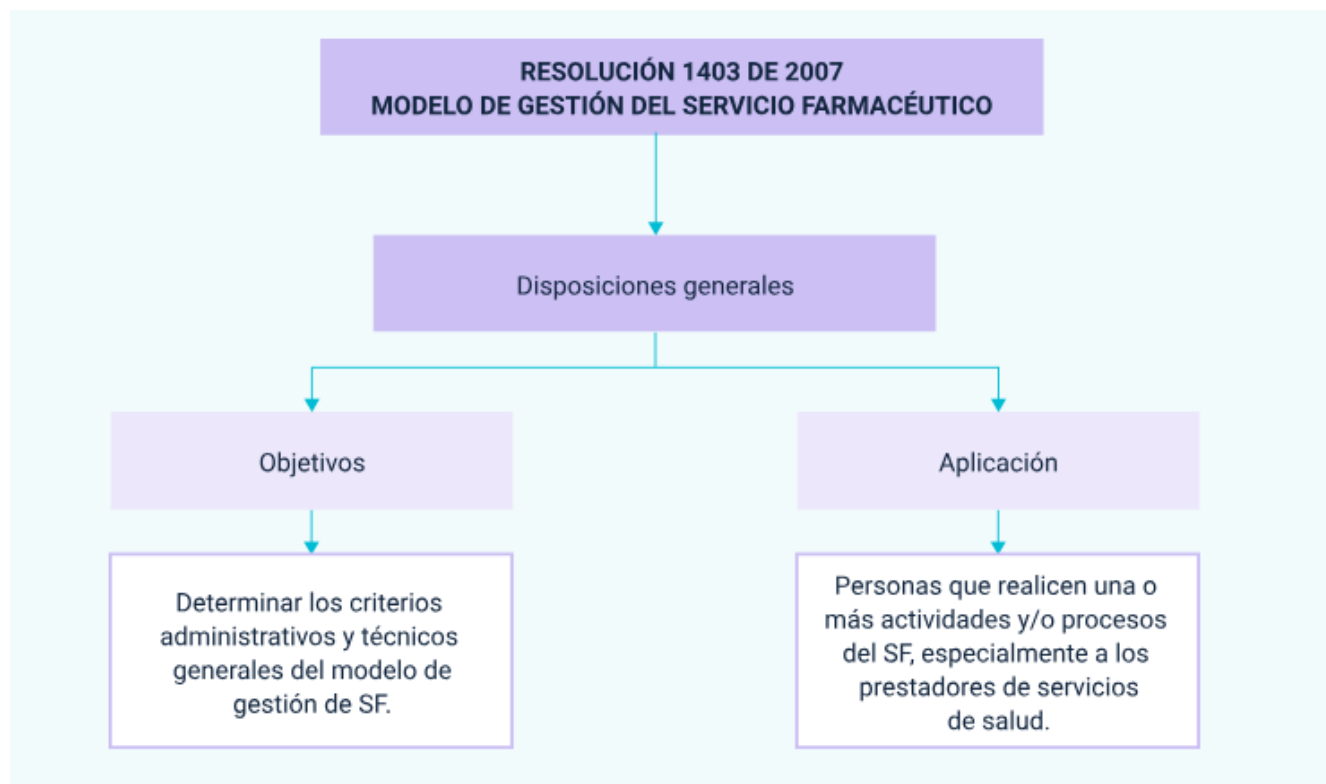 RESOLUCIÓN 1403 DE 2007
MODELO DE GESTIÓN DEL SERVICIO FARMACÉUTICO
Disposiciones generales
Objetivos
Aplicación
Determinar los criterios
administrativos y técnicos
generales del modelo de
gestión de SF.
Personas que realicen una o
más actividades y/o procesos
del SF, especialmente a los
prestadores de servicios
de salud.